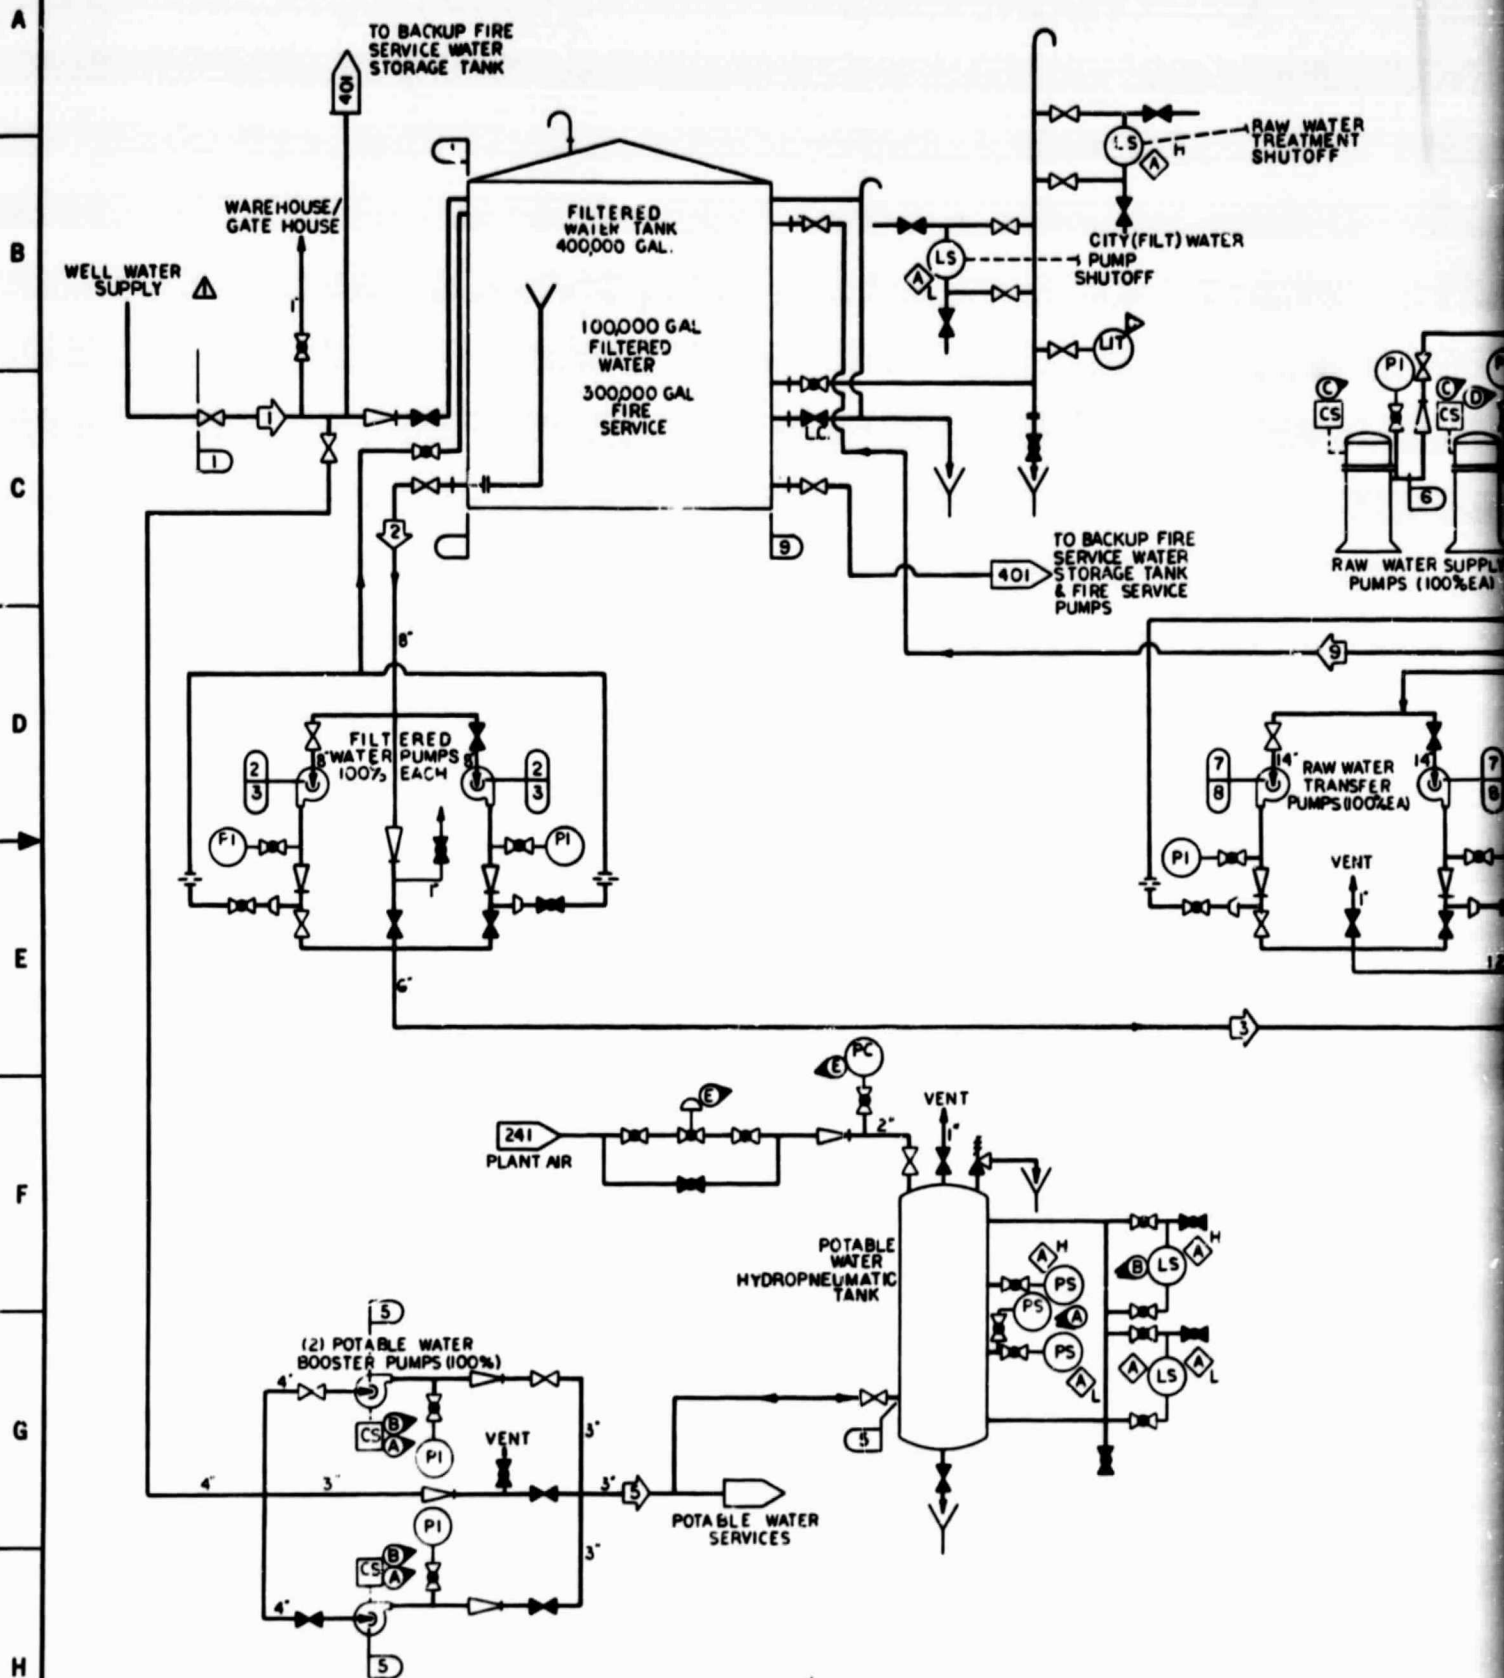 A
TO BACKUP FIRE
SERVICE WATER
STORAGE TANK
401
LS
A
H
RAW WATER
TREATMENT
SHUTOFF
B
WAREHOUSE/
GATE HOUSE
1"
FILTERED
WATER TANK
400,000 GAL.
CITY(FILT)WATER
PUMP
SHUTOFF
LS
A
L
WELL WATER
SUPPLY
100,000 GAL
FILTERED
WATER
300,000 GAL
FIRE
SERVICE
LIT
PI
C
CS
C
D
CS
1
1
L.C.
C
6
2
9
TO BACKUP FIRE
SERVICE WATER
STORAGE TANK
& FIRE SERVICE
PUMPS
401
RAW WATER SUPPLY
PUMPS (100%EA)
8"
9
D
FILTERED
WATER PUMPS
100% EACH
8"
8"
2
3
2
3
RAW WATER
TRANSFER
PUMPS(100%EA)
14"
14"
7
8
7
8
PI
PI
1"
PI
VENT
1"
E
6"
12
3
PC
E
E
241
PLANT AIR
2"
VENT
1"
F
POTABLE
WATER
HYDROPNEUMATIC
TANK
A
H
PS
PS
A
PS
A
L
B
LS
A
H
A
LS
A
L
5
(2) POTABLE WATER
BOOSTER PUMPS(100%)
4"
CS
B
A
PI
G
VENT
3"
5
4"
3"
3"
5
PI
POTABLE WATER
SERVICES
CS
B
A
3"
4"
H
5